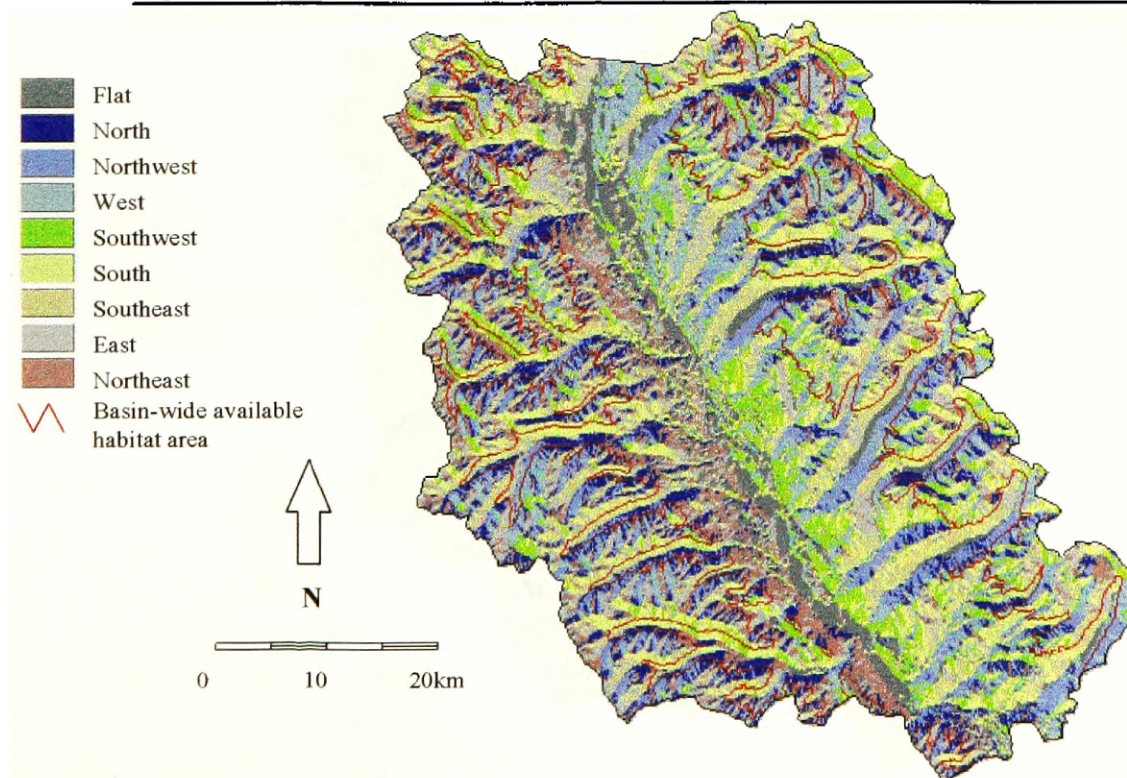 Flat
North
Northwest
West
Southwest
South
Southeast
East
Northeast
Basin-wide available
habitat area
N
0 10 20km